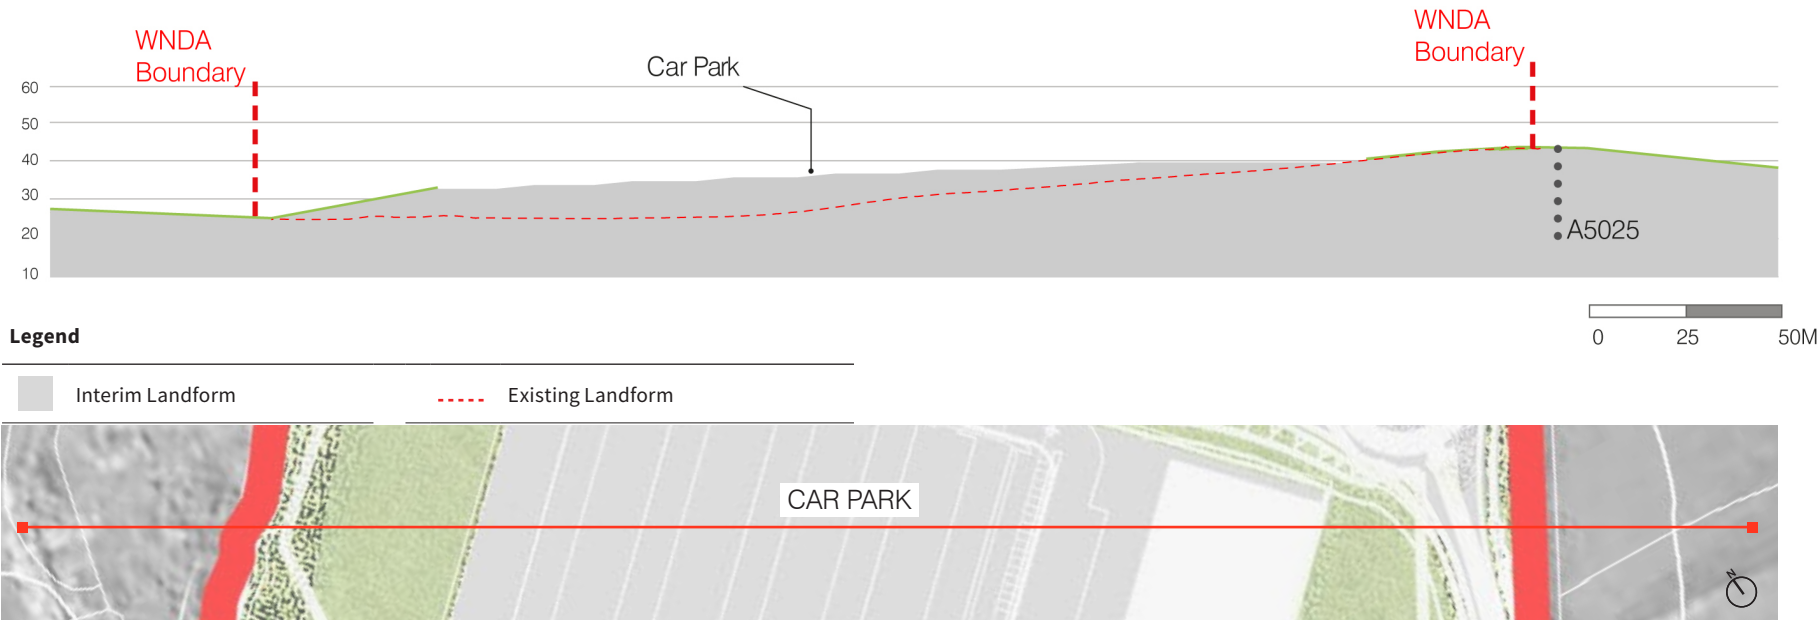 WNDA
Boundary
WNDA
Boundary
Car Park
60
50
40
30
20
10
A5025
0 25 50M
Legend
Interim Landform
Existing Landform
CAR PARK
N